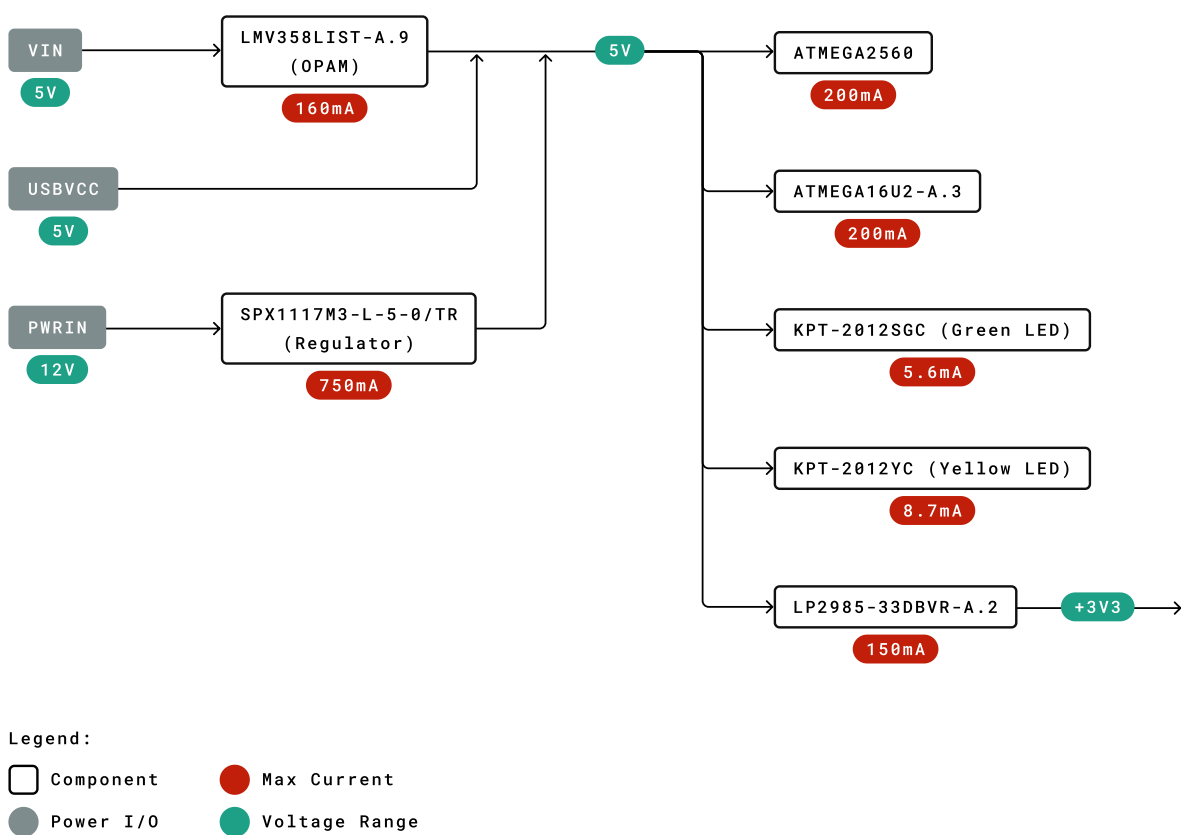 VIN
5V
LMV358LIST-A.9
(OPAM)
160mA
5V
ATMEGA2560
200mA
USBVCC
5V
ATMEGA16U2-A.3
200mA
PWRIN
12V
SPX1117M3-L-5-0/TR
(Regulator)
750mA
KPT-2012SGC (Green LED)
5.6mA
KPT-2012YC (Yellow LED)
8.7mA
LP2985-33DBVR-A.2
150mA
+3V3
Legend:
Component
Max Current
Power I/O
Voltage Range